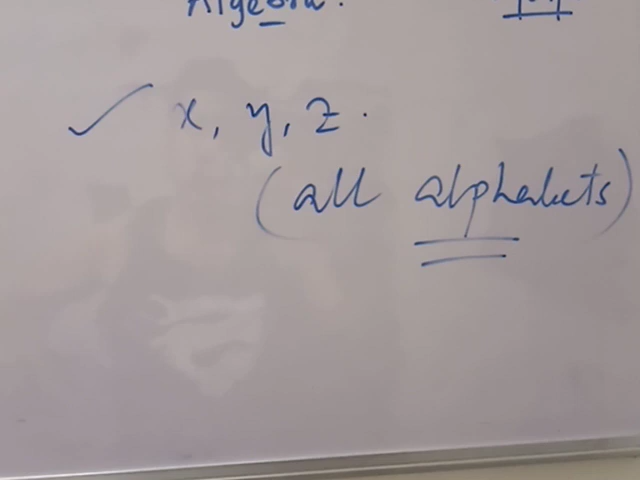 Algebra.
✓ x, y, z.
(all alphabets)